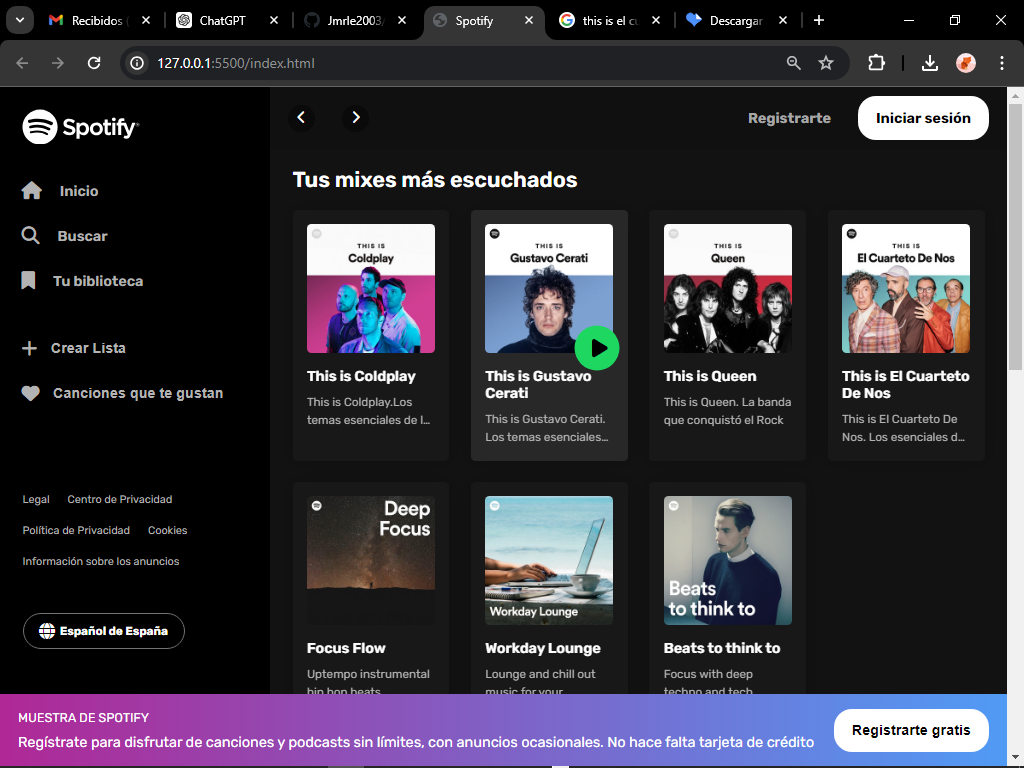 Recibidos (
ChatGPT
Jmrle2003/
Spotify
this is el cu
Descargar
127.0.0.1:5500/index.html
Spotify
Registrarte
Iniciar sesión
Inicio
Buscar
Tu biblioteca
Crear Lista
Canciones que te gustan
Legal Centro de Privacidad
Política de Privacidad Cookies
Información sobre los anuncios
Español de España
Tus mixes más escuchados
THIS IS
Coldplay
This is Coldplay
This is Coldplay.Los
temas esenciales de l...
THIS IS
Gustavo Cerati
This is Gustavo
Cerati
This is Gustavo Cerati.
Los temas esenciales...
THIS IS
Queen
This is Queen
This is Queen. La banda
que conquistó el Rock
THIS IS
El Cuarteto De Nos
This is El Cuarteto
De Nos
This is El Cuarteto De
Nos. Los esenciales d...
Deep
Focus
Focus Flow
Uptempo instrumental
hip hop beats.
Workday Lounge
Workday Lounge
Lounge and chill out
music for your
Beats
to think to
Beats to think to
Focus with deep
techno and tech
MUESTRA DE SPOTIFY
Regístrate para disfrutar de canciones y podcasts sin límites, con anuncios ocasionales. No hace falta tarjeta de crédito
Registrarte gratis